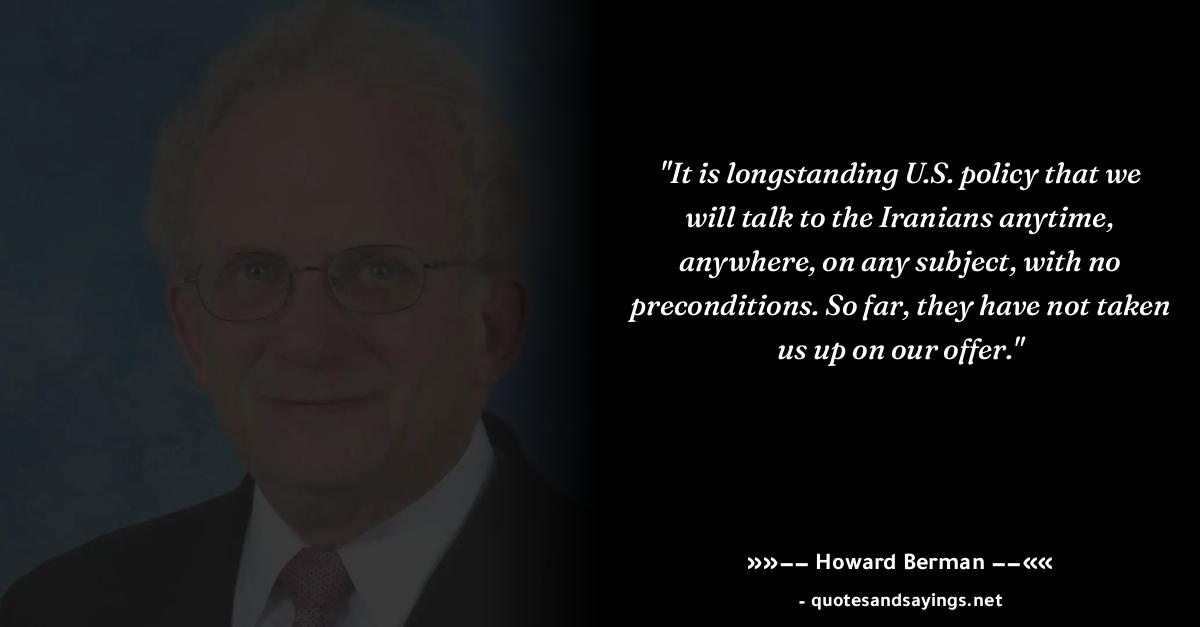 "It is longstanding U.S. policy that we
will talk to the Iranians anytime,
anywhere, on any subject, with no
preconditions. So far, they have not taken
us up on our offer."
»»−− Howard Berman −−««
- quotesandsayings.net